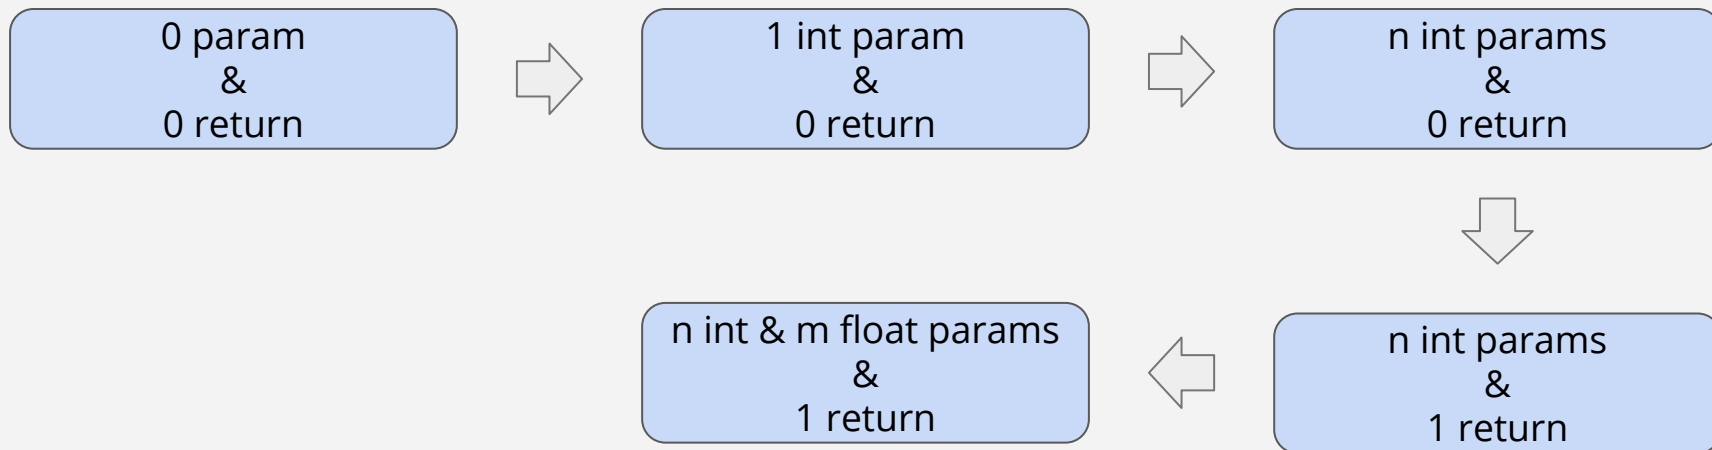 0 param
&
0 return
1 int param
&
0 return
n int params
&
0 return
n int params
&
1 return
n int & m float params
&
1 return